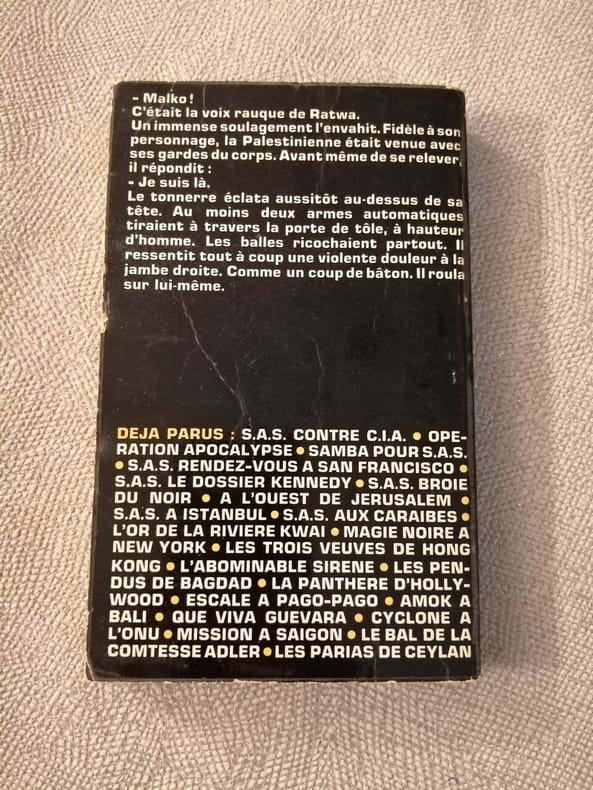 - Malko !
C'était la voix rauque de Ratwa.
Un immense soulagement l'envahit. Fidèle à son
personnage, la Palestinienne était venue avec
ses gardes du corps. Avant même de se relever,
il répondit :
- Je suis là.
Le tonnerre éclata aussitôt au-dessus de sa
tête. Au moins deux armes automatiques
tiraient à travers la porte de tôle, à hauteur
d'homme. Les balles ricochaient partout. Il
ressentit tout à coup une violente douleur à la
jambe droite. Comme un coup de bâton. Il roula
sur lui-même.
DEJA PARUS : S.A.S. CONTRE C.I.A. ● OPE-
RATION APOCALYPSE ● SAMBA POUR S.A.S.
● S.A.S. RENDEZ-VOUS A SAN FRANCISCO ●
S.A.S. LE DOSSIER KENNEDY ● S.A.S. BROIE
DU NOIR ● A L'OUEST DE JERUSALEM ●
S.A.S. A ISTANBUL ● S.A.S. AUX CARAIBES ●
L'OR DE LA RIVIERE KWAI ● MAGIE NOIRE A
NEW YORK ● LES TROIS VEUVES DE HONG
KONG ● L'ABOMINABLE SIRENE ● LES PEN-
DUS DE BAGDAD ● LA PANTHERE D'HOLLY-
WOOD ● ESCALE A PAGO-PAGO ● AMOK A
BALI ● QUE VIVA GUEVARA ● CYCLONE A
L'ONU ● MISSION A SAIGON ● LE BAL DE LA
COMTESSE ADLER ● LES PARIAS DE CEYLAN